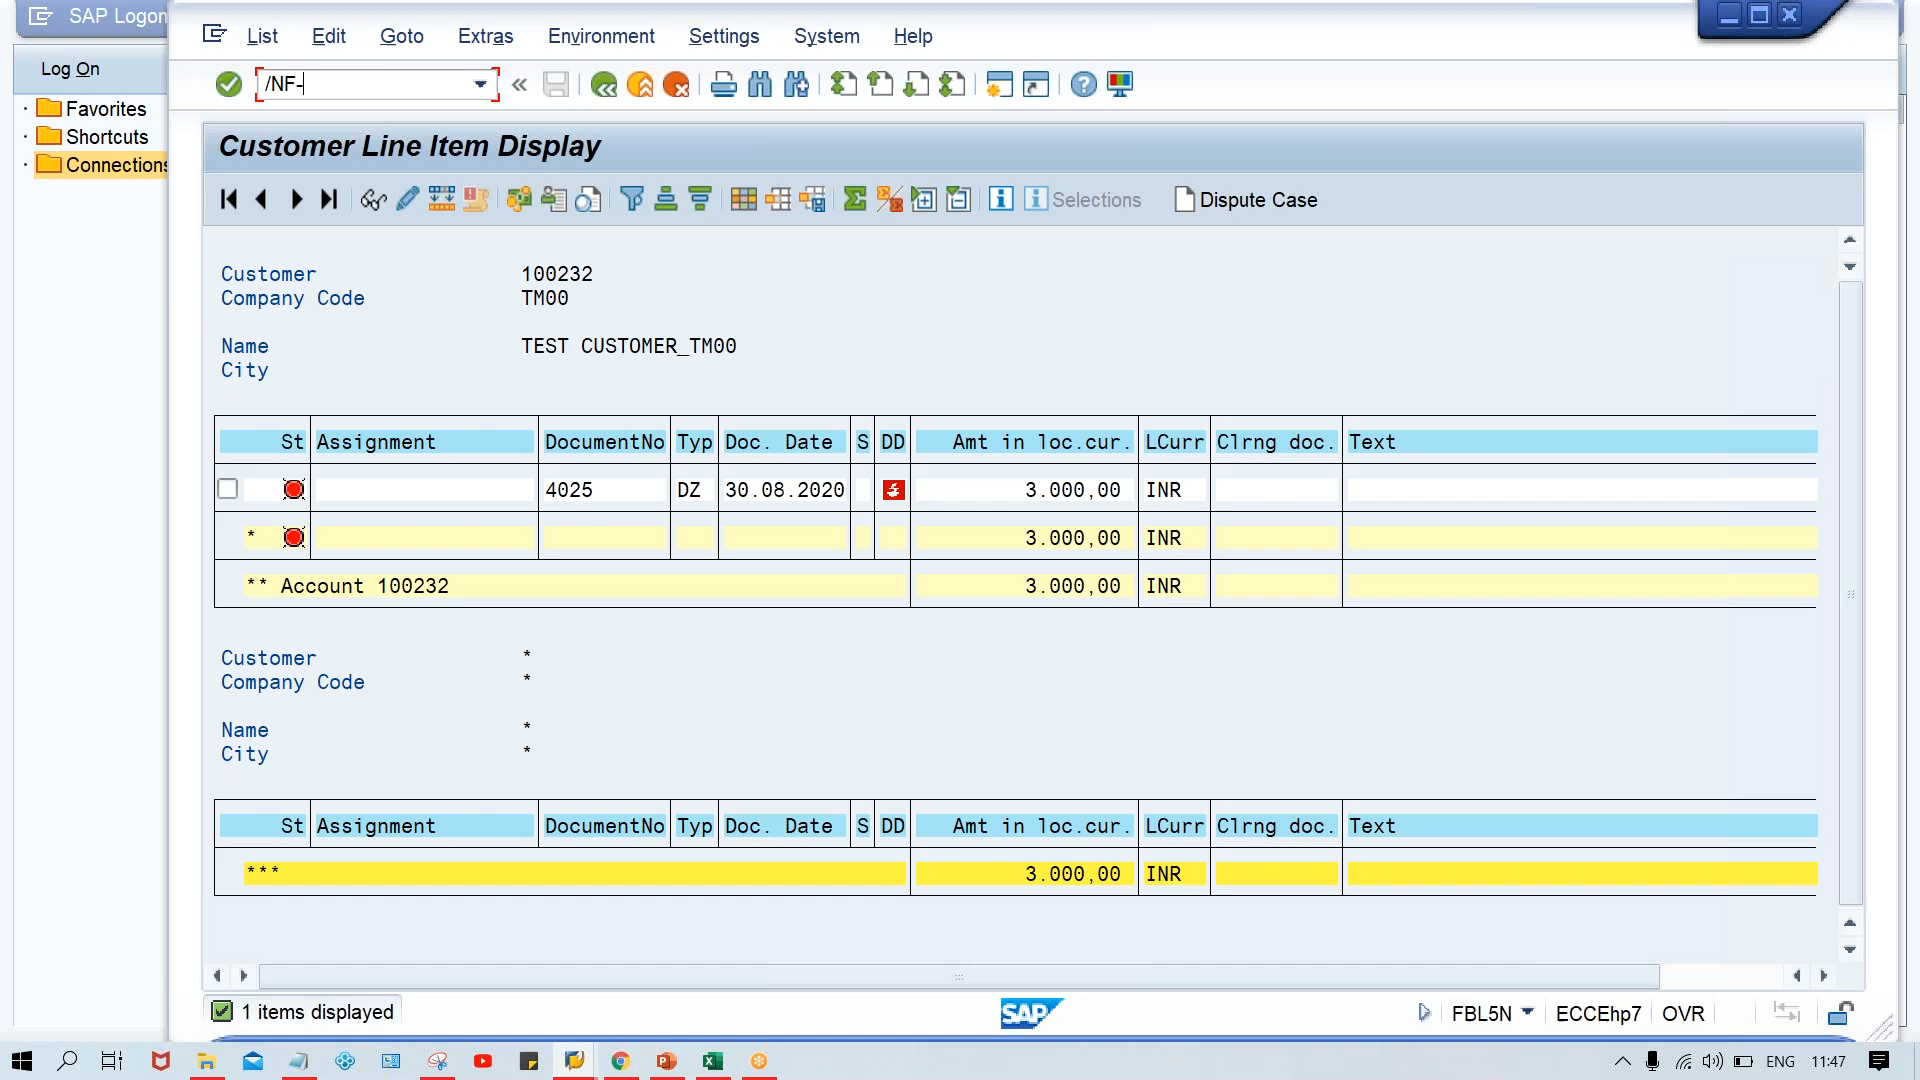 SAP Logon
List Edit Goto Extras Environment Settings System Help
Log On
/NF-
Favorites
Shortcuts
Connections
Customer Line Item Display
Selections Dispute Case
Customer 100232
Company Code TM00
Name TEST CUSTOMER_TM00
City
St Assignment DocumentNo Typ Doc. Date S DD Amt in loc.cur. LCurr Clrng doc. Text
4025 DZ 30.08.2020 3.000,00 INR
* 3.000,00 INR
** Account 100232 3.000,00 INR
Customer *
Company Code *
Name *
City *
St Assignment DocumentNo Typ Doc. Date S DD Amt in loc.cur. LCurr Clrng doc. Text
*** 3.000,00 INR
1 items displayed SAP FBL5N ECCEhp7 OVR
ENG 11:47